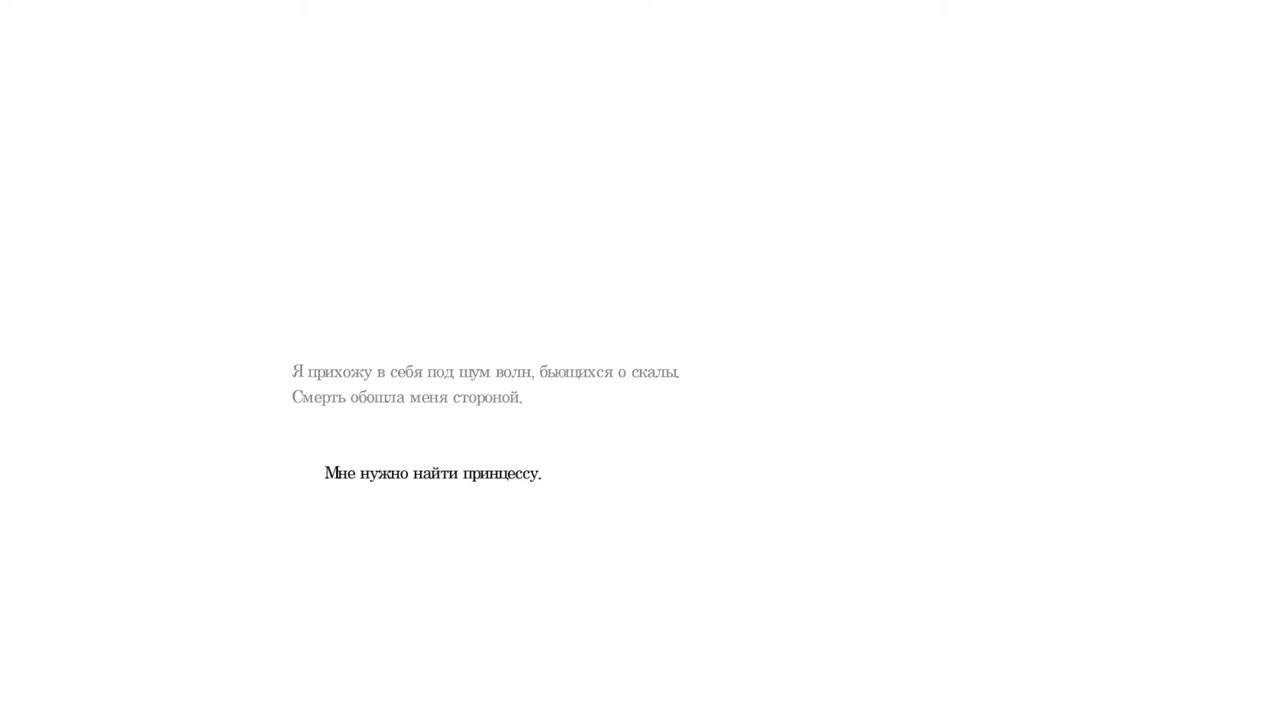 Я прихожу в себя под шум волн, бьющихся о скалы.
Смерть обошла меня стороной.
Мне нужно найти принцессу.